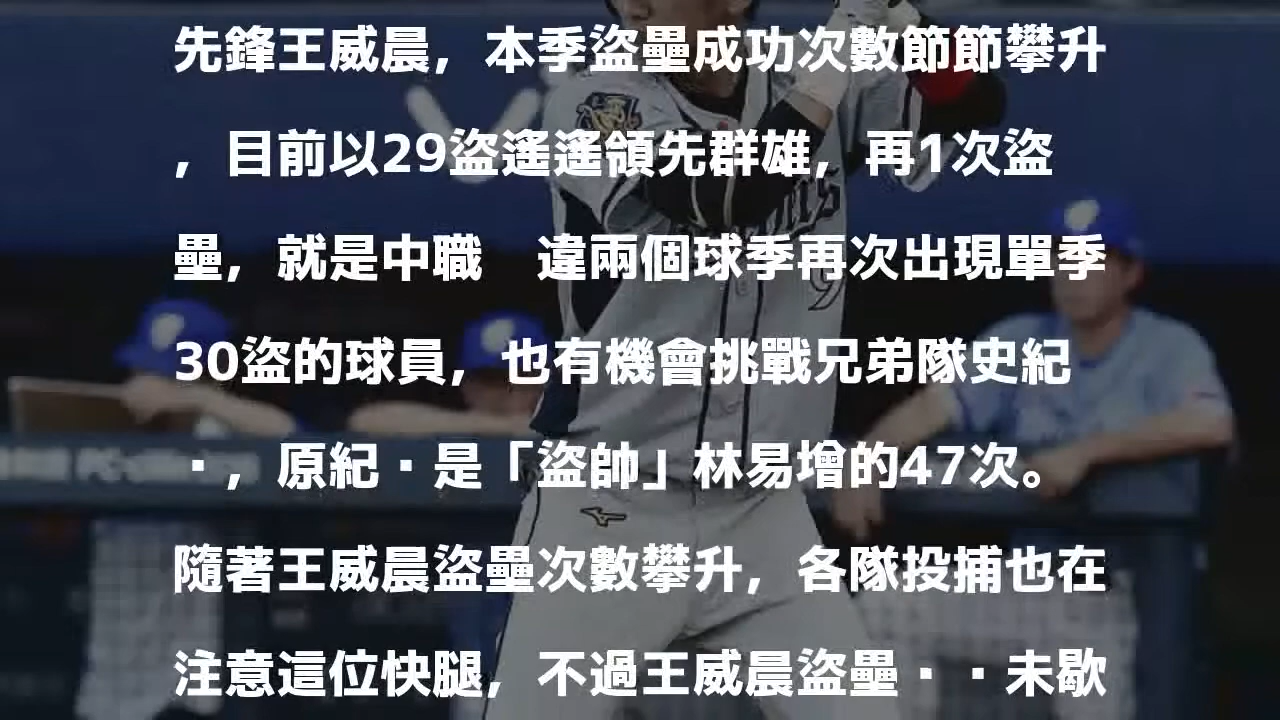 先鋒王威晨，本季盜壘成功次數節節攀升
，目前以29盜遙遙領先群雄，再1次盜
壘，就是中職　違兩個球季再次出現單季
30盜的球員，也有機會挑戰兄弟隊史紀
▪，原紀▪是「盜帥」林易增的47次。
隨著王威晨盜壘次數攀升，各隊投捕也在
注意這位快腿，不過王威晨盜壘▪▪未歇